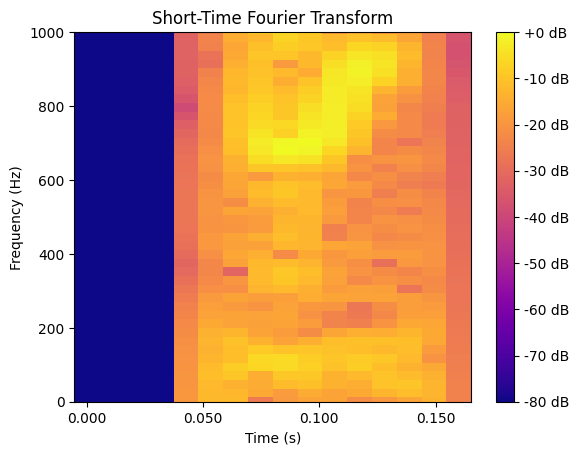 Short-Time Fourier Transform
1000
800
600
400
200
0
Frequency (Hz)
0.000
0.050
0.100
0.150
Time (s)
+0 dB
-10 dB
-20 dB
-30 dB
-40 dB
-50 dB
-60 dB
-70 dB
-80 dB